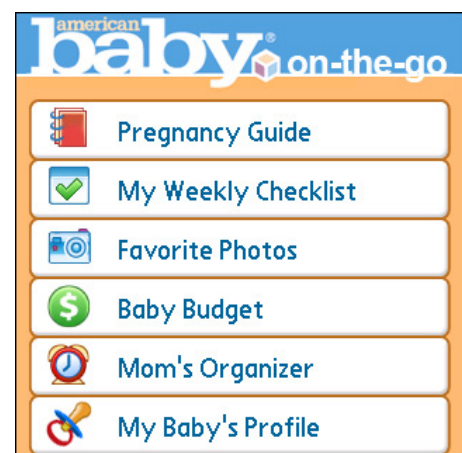 american
baby®
on-the-go
Pregnancy Guide
My Weekly Checklist
Favorite Photos
$
Baby Budget
Mom's Organizer
My Baby's Profile